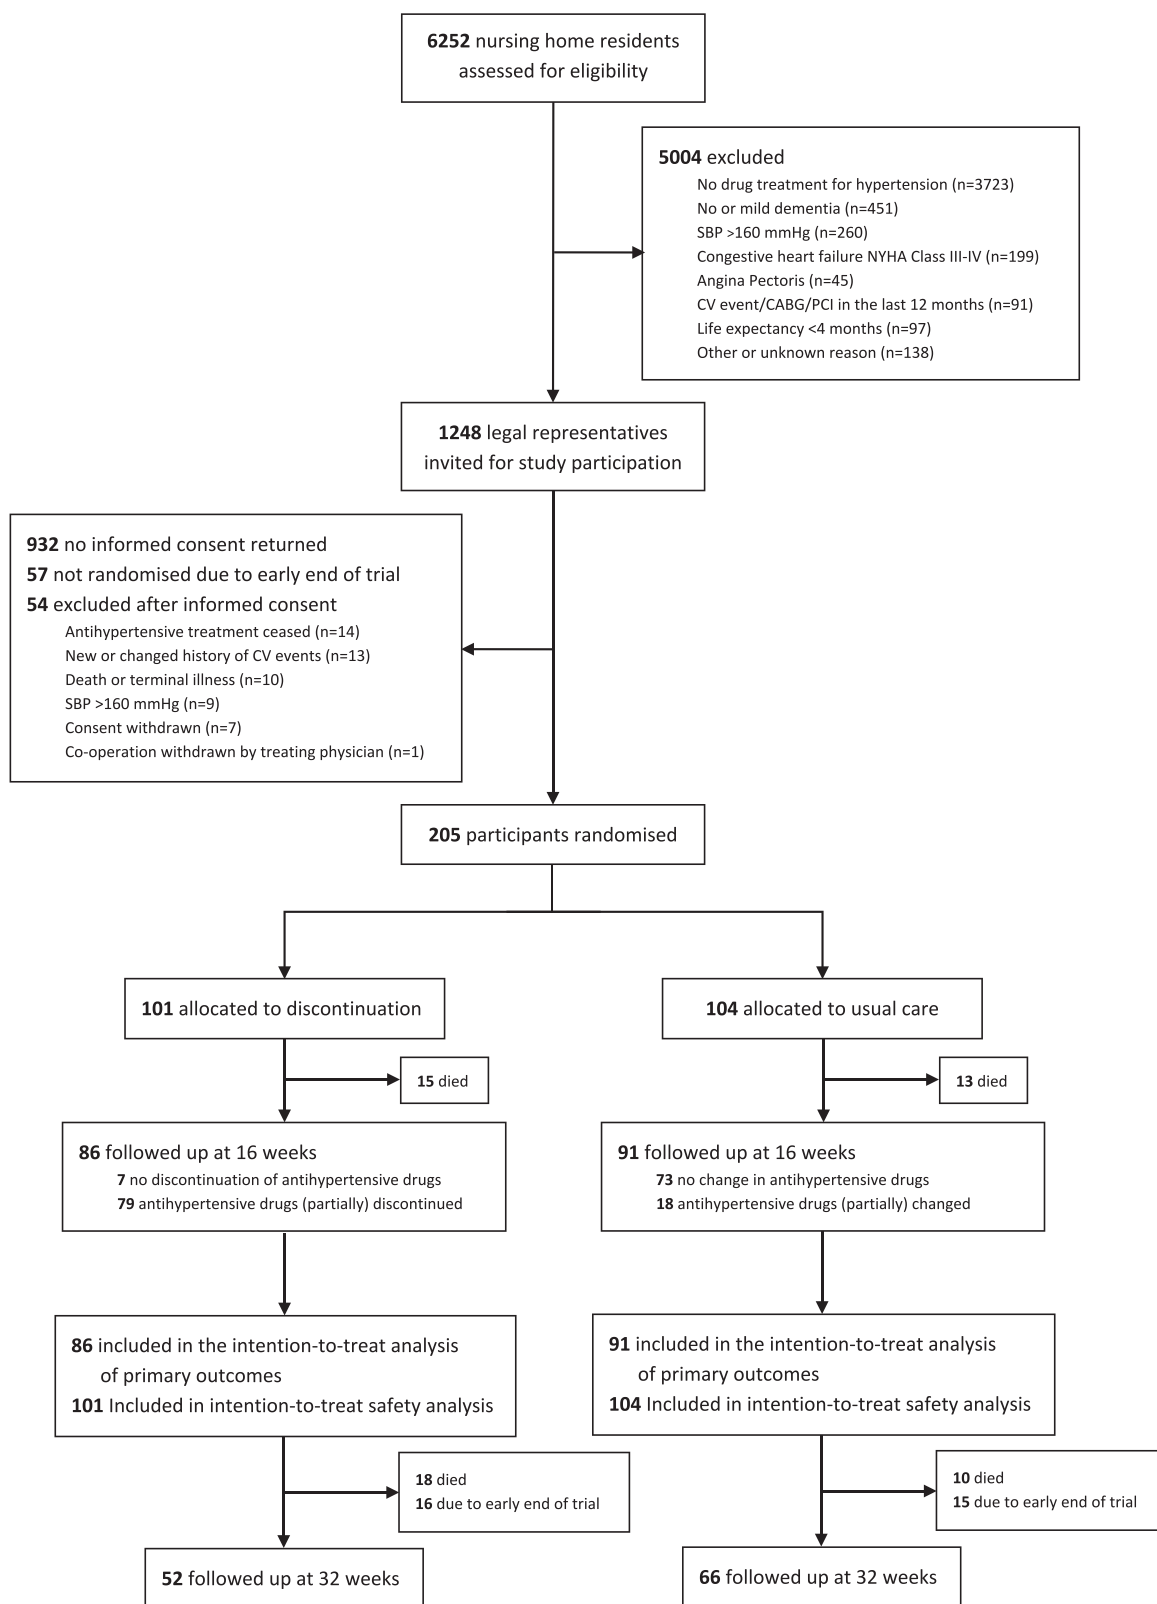 6252 nursing home residents
assessed for eligibility
5004 excluded
No drug treatment for hypertension (n=3723)
No or mild dementia (n=451)
SBP >160 mmHg (n=260)
Congestive heart failure NYHA Class III-IV (n=199)
Angina Pectoris (n=45)
CV event/CABG/PCI in the last 12 months (n=91)
Life expectancy <4 months (n=97)
Other or unknown reason (n=138)
1248 legal representatives
invited for study participation
932 no informed consent returned
57 not randomised due to early end of trial
54 excluded after informed consent
Antihypertensive treatment ceased (n=14)
New or changed history of CV events (n=13)
Death or terminal illness (n=10)
SBP >160 mmHg (n=9)
Consent withdrawn (n=7)
Co-operation withdrawn by treating physician (n=1)
205 participants randomised
101 allocated to discontinuation
15 died
86 followed up at 16 weeks
7 no discontinuation of antihypertensive drugs
79 antihypertensive drugs (partially) discontinued
86 included in the intention-to-treat analysis
of primary outcomes
101 Included in intention-to-treat safety analysis
18 died
16 due to early end of trial
52 followed up at 32 weeks
104 allocated to usual care
13 died
91 followed up at 16 weeks
73 no change in antihypertensive drugs
18 antihypertensive drugs (partially) changed
91 included in the intention-to-treat analysis
of primary outcomes
104 Included in intention-to-treat safety analysis
10 died
15 due to early end of trial
66 followed up at 32 weeks